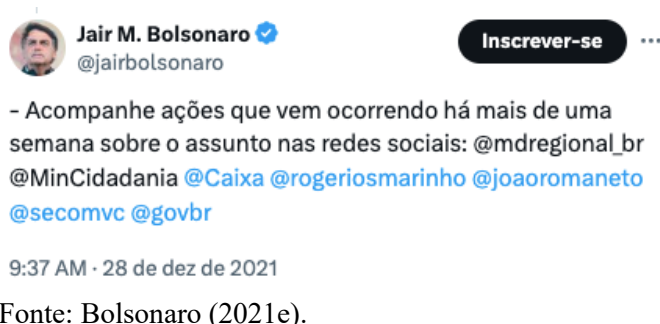 Jair M. Bolsonaro
@jairbolsonaro
Inscrever-se
- Acompanhe ações que vem ocorrendo há mais de uma
semana sobre o assunto nas redes sociais: @mdregional_br
@MinCidadania @Caixa @rogeriosmarinho @joaoromaneto
@secomvc @govbr
9:37 AM · 28 de dez de 2021
Fonte: Bolsonaro (2021e).